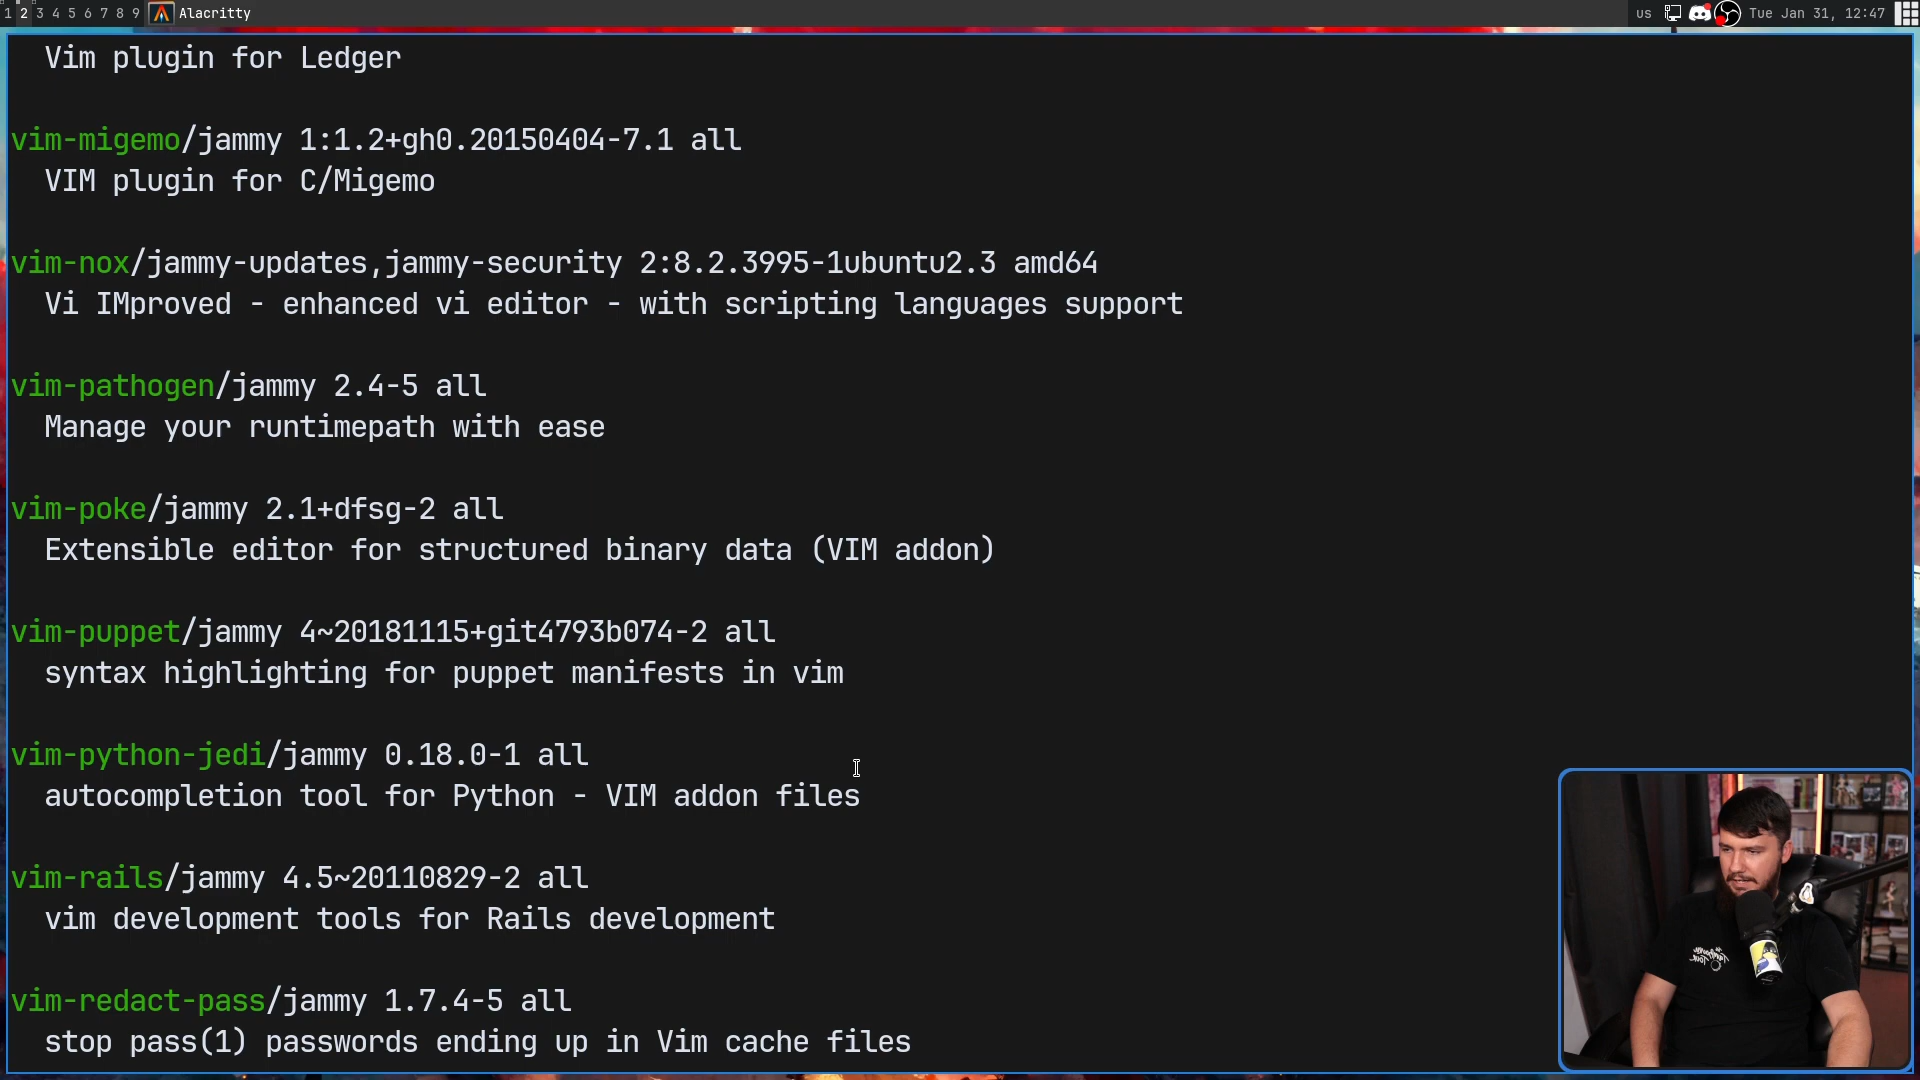 1 2 3 4 5 6 7 8 9 Alacritty us Tue Jan 31, 12:47
Vim plugin for Ledger
vim-migemo/jammy 1:1.2+gh0.20150404-7.1 all
VIM plugin for C/Migemo
vim-nox/jammy-updates,jammy-security 2:8.2.3995-1ubuntu2.3 amd64
Vi IMproved - enhanced vi editor - with scripting languages support
vim-pathogen/jammy 2.4-5 all
Manage your runtimepath with ease
vim-poke/jammy 2.1+dfsg-2 all
Extensible editor for structured binary data (VIM addon)
vim-puppet/jammy 4~20181115+git4793b074-2 all
syntax highlighting for puppet manifests in vim
vim-python-jedi/jammy 0.18.0-1 all
autocompletion tool for Python - VIM addon files
vim-rails/jammy 4.5~20110829-2 all
vim development tools for Rails development
vim-redact-pass/jammy 1.7.4-5 all
stop pass(1) passwords ending up in Vim cache files